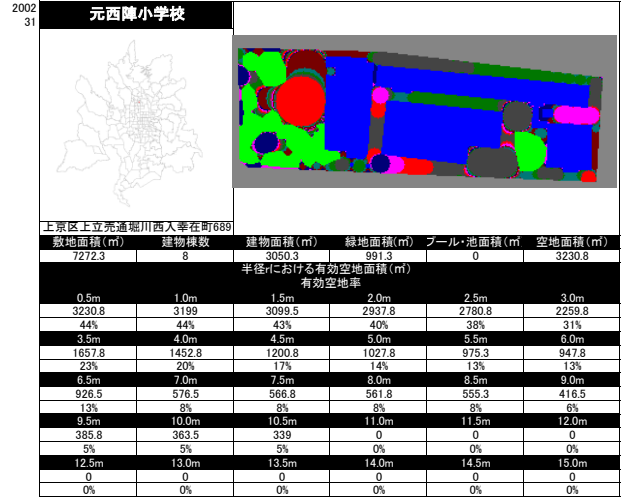 2002
31
元西陣小学校
上京区上立売通堀川西入幸在町689
敷地面積(㎡) 建物棟数 建物面積(㎡) 緑地面積(㎡) プール・池面積(㎡ 空地面積(㎡)
7272.3 8 3050.3 991.3 0 3230.8
半径rにおける有効空地面積(㎡)
有効空地率
0.5m 1.0m 1.5m 2.0m 2.5m 3.0m
3230.8 3199 3099.5 2937.8 2780.8 2259.8
44% 44% 43% 40% 38% 31%
3.5m 4.0m 4.5m 5.0m 5.5m 6.0m
1657.8 1452.8 1200.8 1027.8 975.3 947.8
23% 20% 17% 14% 13% 13%
6.5m 7.0m 7.5m 8.0m 8.5m 9.0m
926.5 576.5 566.8 561.8 555.3 416.5
13% 8% 8% 8% 8% 6%
9.5m 10.0m 10.5m 11.0m 11.5m 12.0m
385.8 363.5 339 0 0 0
5% 5% 5% 0% 0% 0%
12.5m 13.0m 13.5m 14.0m 14.5m 15.0m
0 0 0 0 0 0
0% 0% 0% 0% 0% 0%